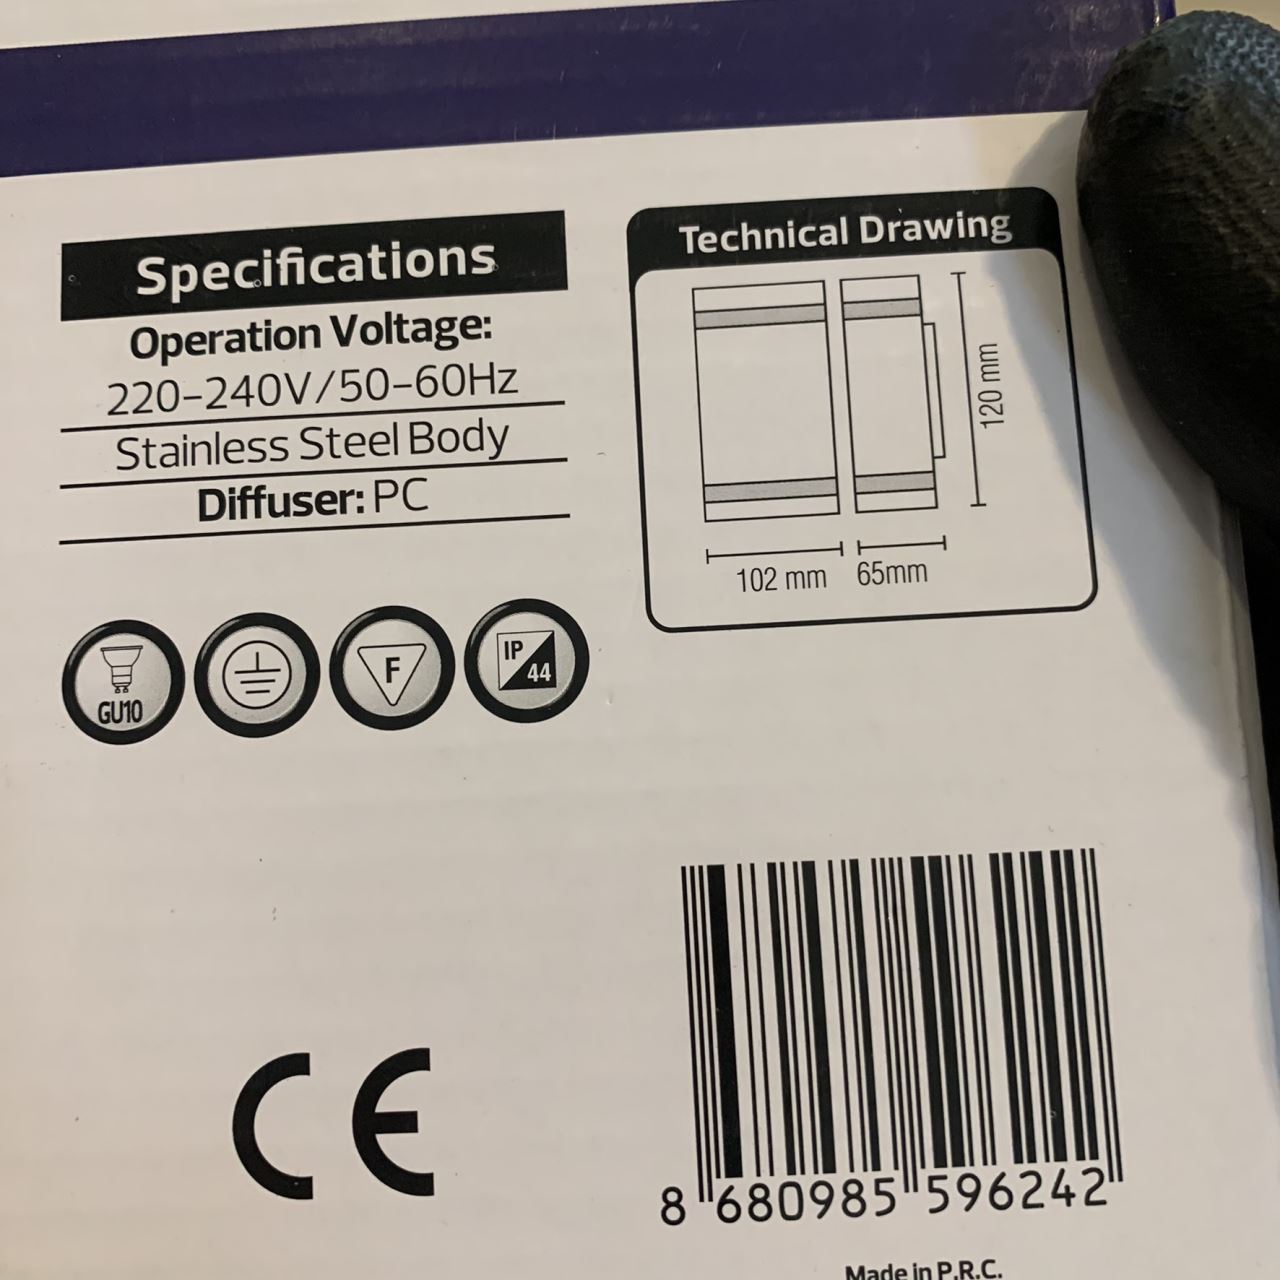 Specifications
Operation Voltage:
220-240V/50-60Hz
Stainless Steel Body
Diffuser: PC
Technical Drawing
120 mm
102 mm
65mm
GU10
F
IP
44
CE
8 680985 596242
Made in P.R.C.